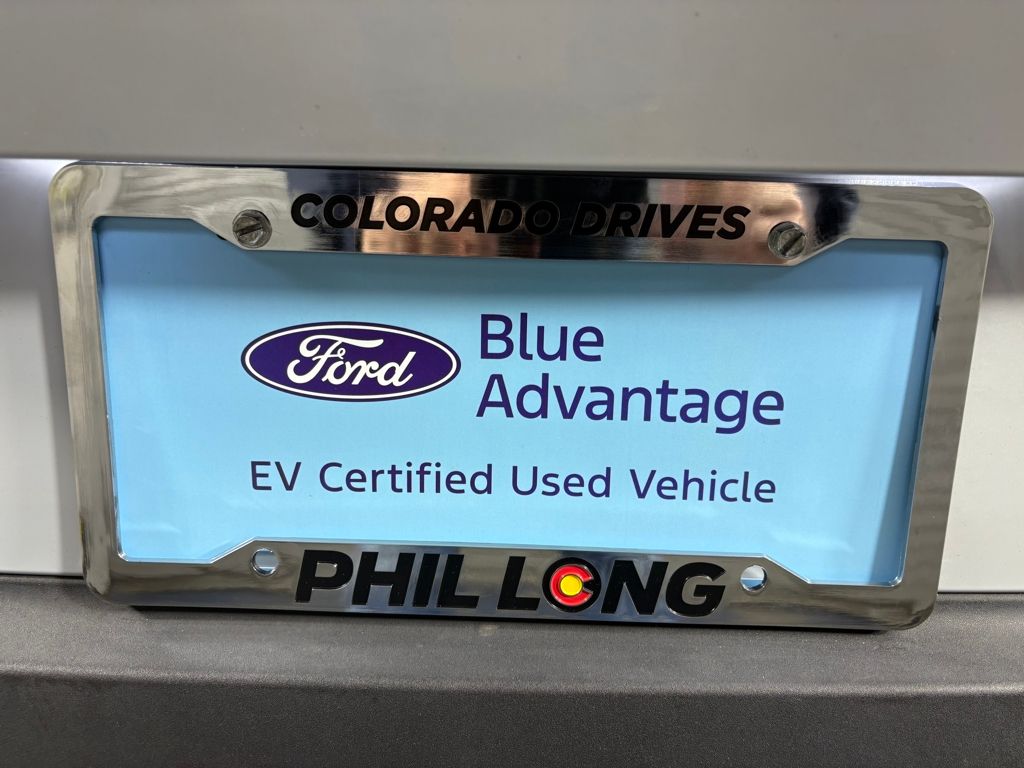 COLORADO DRIVES
Ford
Blue
Advantage
EV Certified Used Vehicle
PHIL LONG